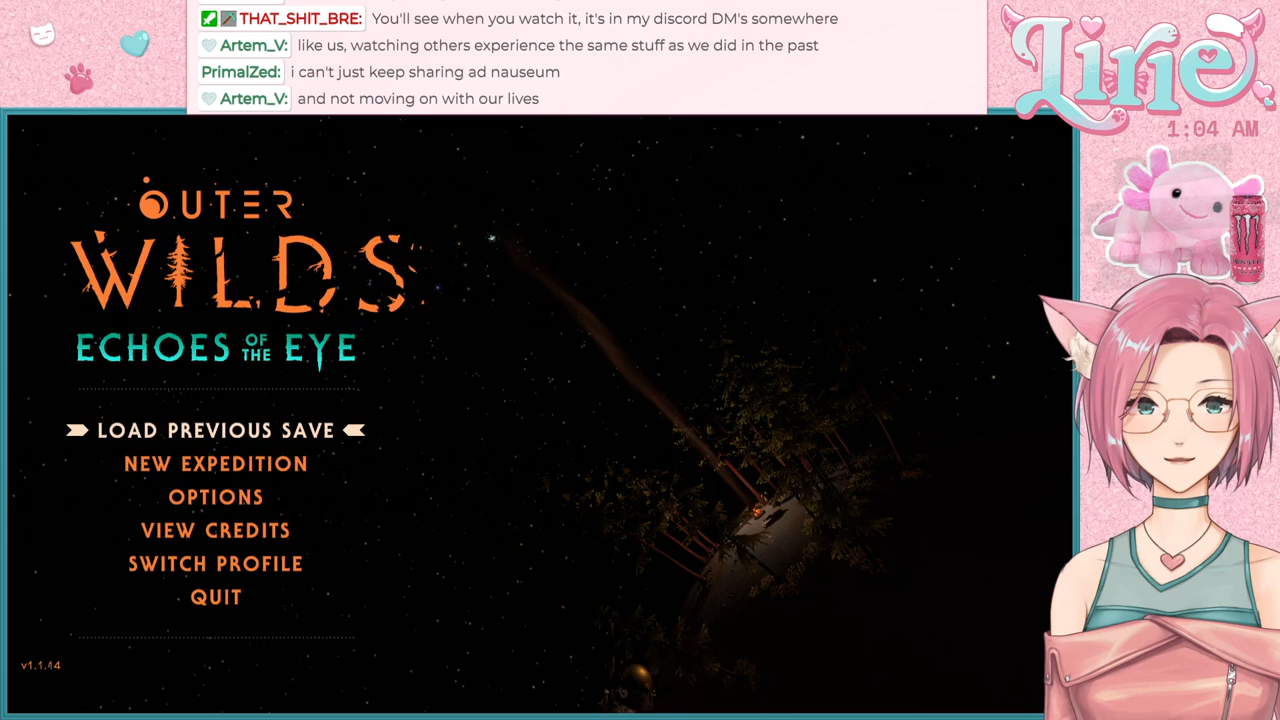 THAT_SHIT_BRE: You'll see when you watch it, it's in my discord DM's somewhere
Artem_V: like us, watching others experience the same stuff as we did in the past
PrimalZed: i can't just keep sharing ad nauseum
Artem_V: and not moving on with our lives
Lirie
1:04 AM
OUTER
WILDS
ECHOES OF THE EYE
LOAD PREVIOUS SAVE
NEW EXPEDITION
OPTIONS
VIEW CREDITS
SWITCH PROFILE
QUIT
v1.1.14